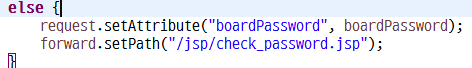 else {
request.setAttribute("boardPassword", boardPassword);
forward.setPath("/jsp/check_password.jsp");
}